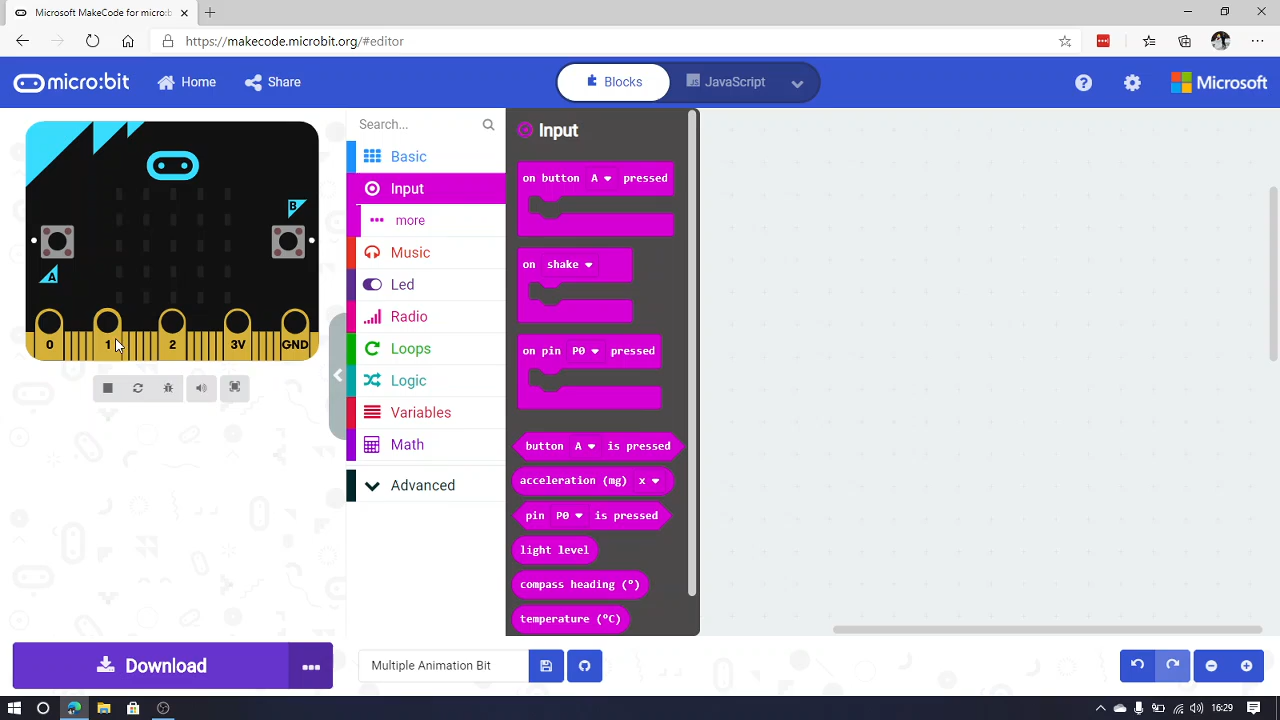 Microsoft MakeCode for microb
https://makecode.microbit.org/#editor
micro:bit
Home
Share
Blocks
JS JavaScript
Microsoft
Search...
Basic
Input
more
Music
Led
Radio
Loops
Logic
Variables
Math
Advanced
Input
on button A pressed
on shake
on pin P0 pressed
button A is pressed
acceleration (mg) x
pin P0 is pressed
light level
compass heading (°)
temperature (°C)
B
A
0 1 2 3V GND
Download
Multiple Animation Bit
16:29